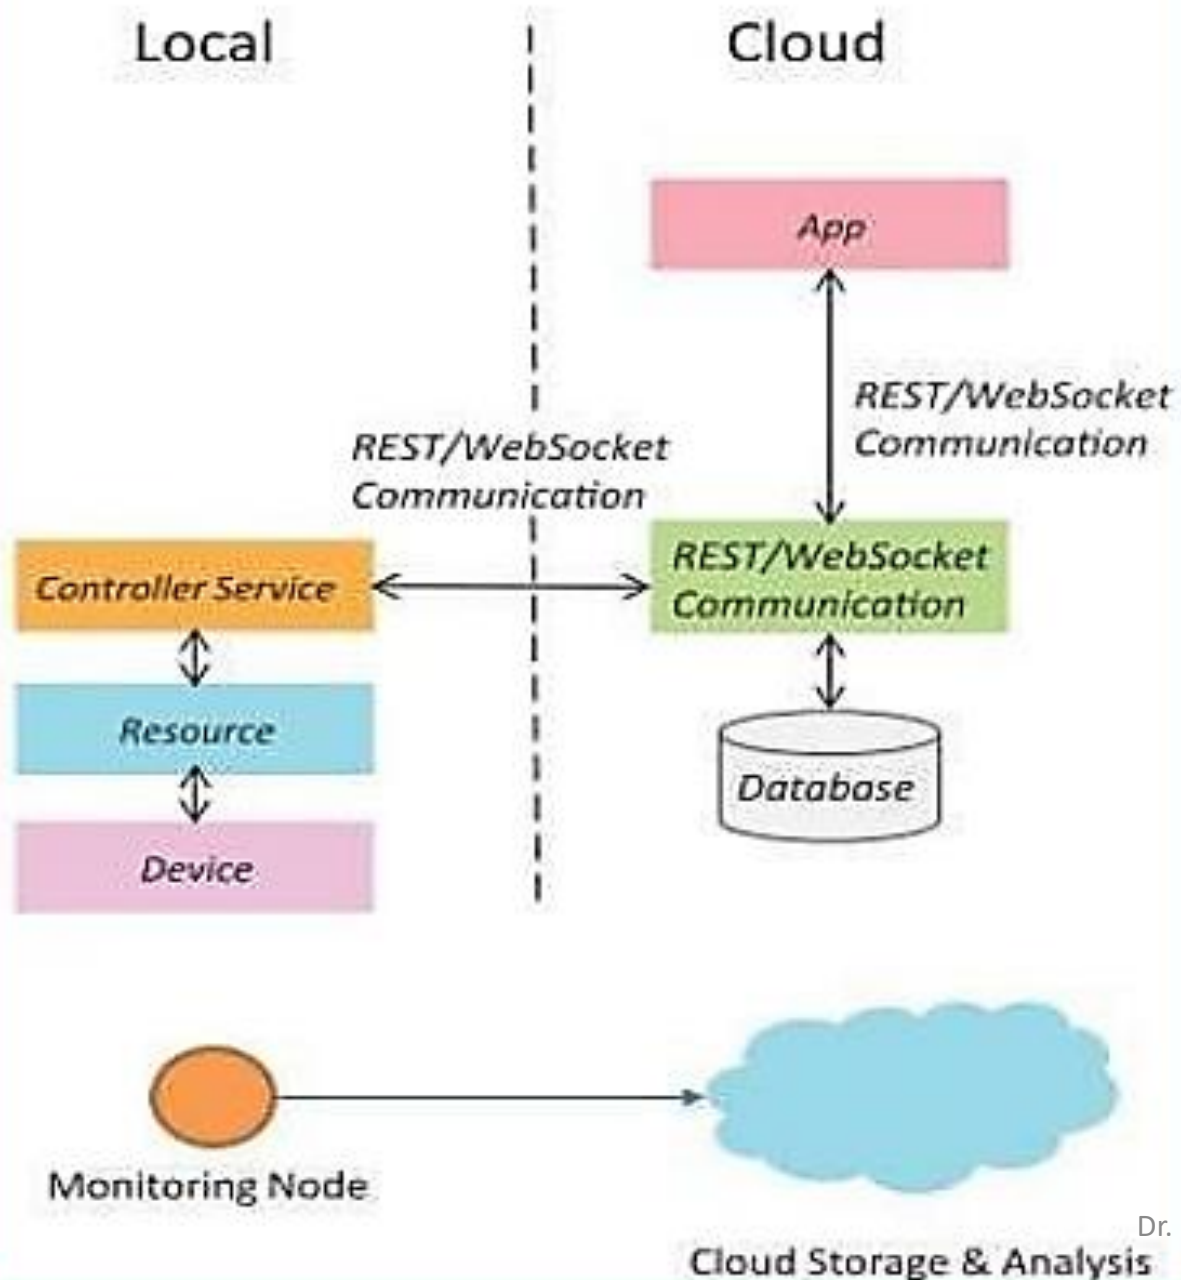 Local
Cloud
App
REST/WebSocket
Communication
REST/WebSocket
Communication
Controller Service
REST/WebSocket
Communication
Resource
Database
Device
Monitoring Node
Dr.
Cloud Storage & Analysis